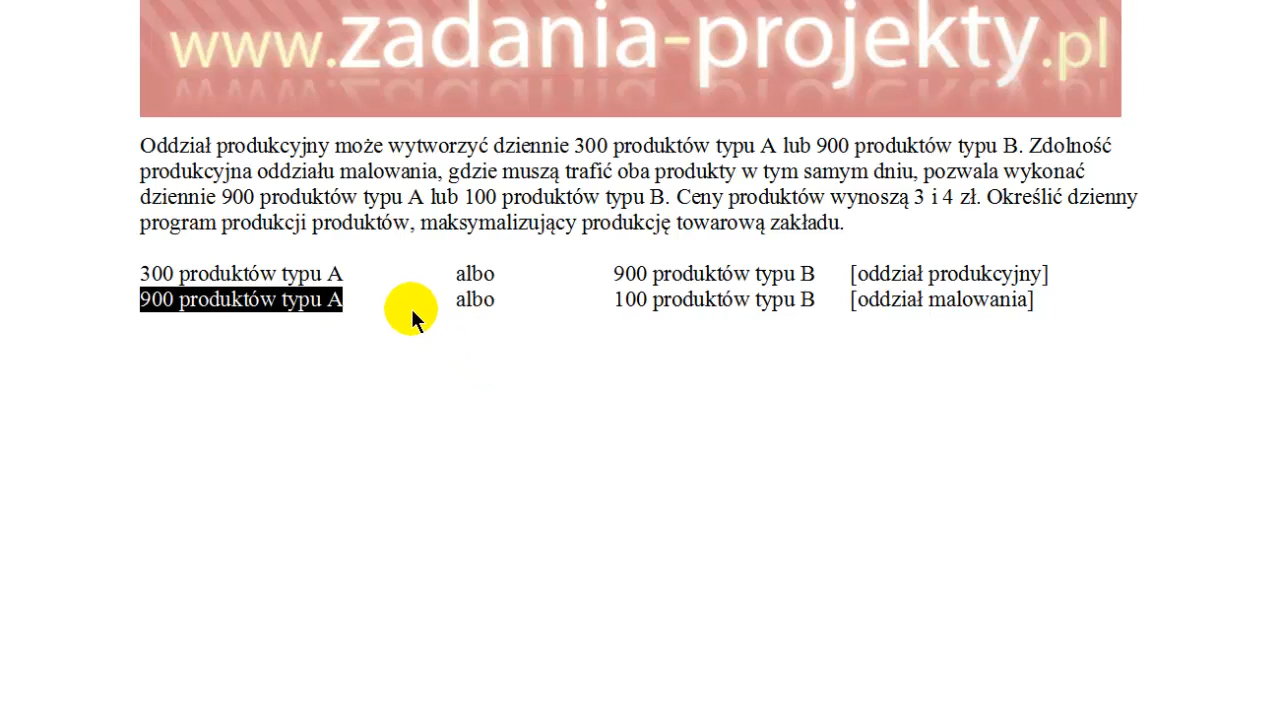 www.zadania-projekty.pl
Oddział produkcyjny może wytworzyć dziennie 300 produktów typu A lub 900 produktów typu B. Zdolność
produkcyjna oddziału malowania, gdzie muszą trafić oba produkty w tym samym dniu, pozwala wykonać
dziennie 900 produktów typu A lub 100 produktów typu B. Ceny produktów wynoszą 3 i 4 zł. Określić dzienny
program produkcji produktów, maksymalizujący produkcję towarową zakładu.
300 produktów typu A albo 900 produktów typu B [oddział produkcyjny]
900 produktów typu A albo 100 produktów typu B [oddział malowania]